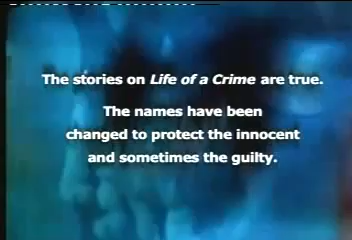 The stories on Life of a Crime are true.
The names have been
changed to protect the innocent
and sometimes the guilty.